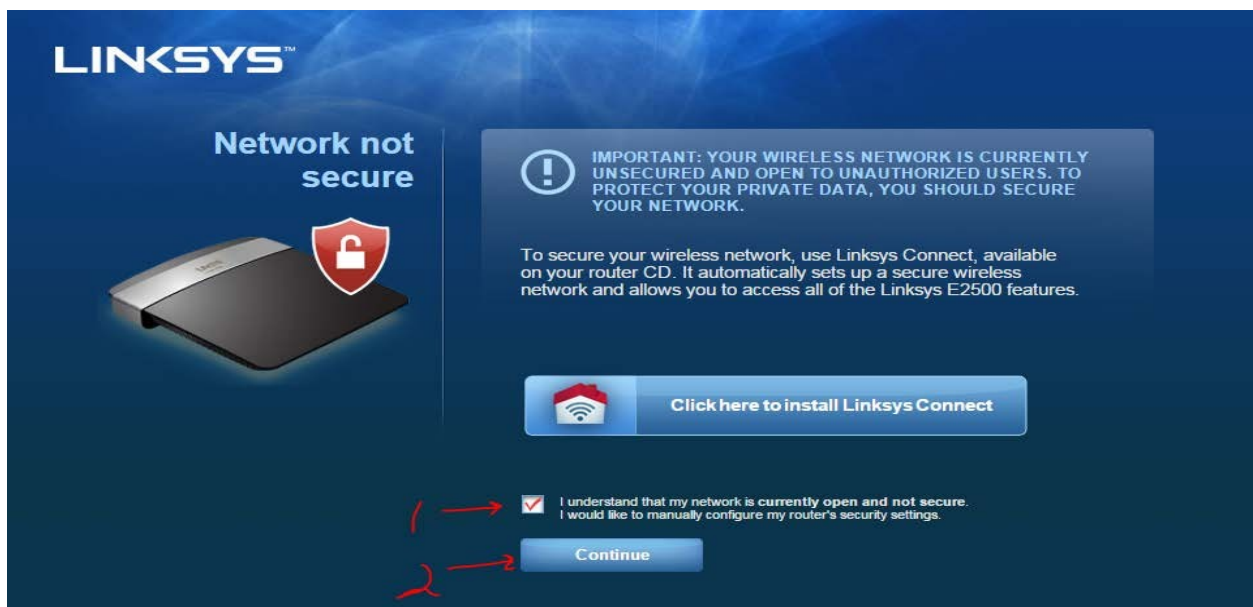 LINKSYS™
Network not
secure
IMPORTANT: YOUR WIRELESS NETWORK IS CURRENTLY
UNSECURED AND OPEN TO UNAUTHORIZED USERS. TO
PROTECT YOUR PRIVATE DATA, YOU SHOULD SECURE
YOUR NETWORK.
To secure your wireless network, use Linksys Connect, available
on your router CD. It automatically sets up a secure wireless
network and allows you to access all of the Linksys E2500 features.
Click here to install Linksys Connect
1
I understand that my network is currently open and not secure.
I would like to manually configure my router's security settings.
2
Continue